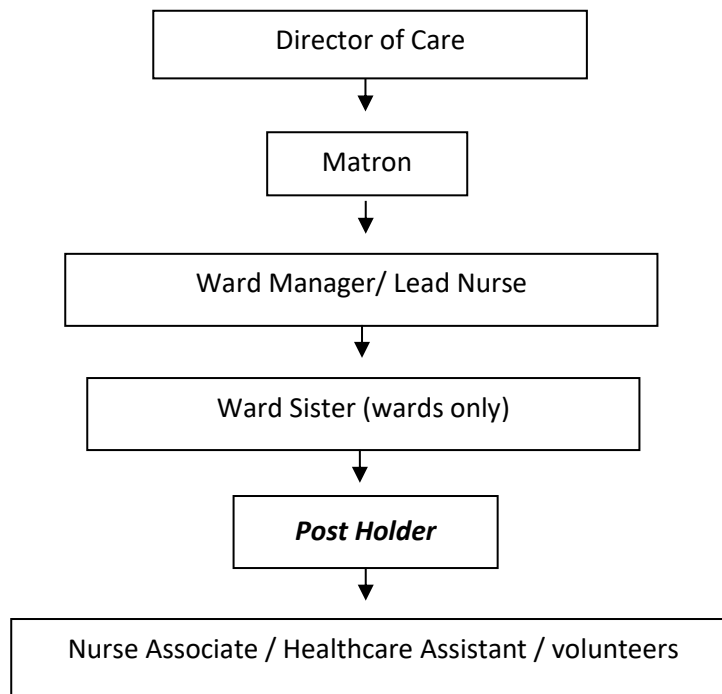 Director of Care
Matron
Ward Manager/ Lead Nurse
Ward Sister (wards only)
Post Holder
Nurse Associate / Healthcare Assistant / volunteers